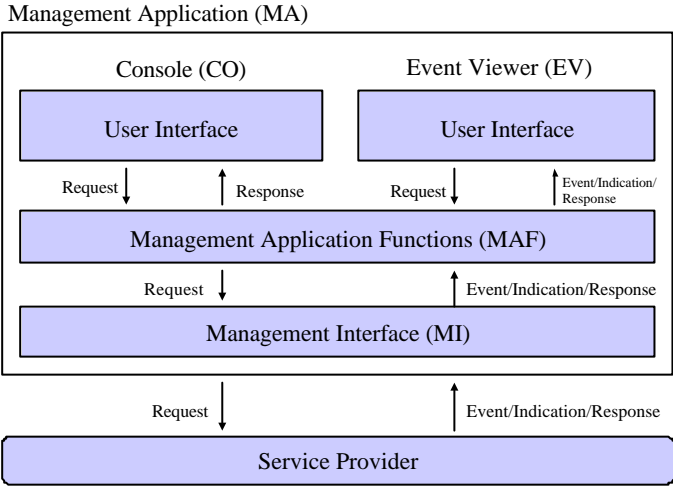 Management Application (MA)
Console (CO)
Event Viewer (EV)
User Interface
User Interface
Request
Response
Request
Event/Indication/
Response
Management Application Functions (MAF)
Request
Event/Indication/Response
Management Interface (MI)
Request
Event/Indication/Response
Service Provider